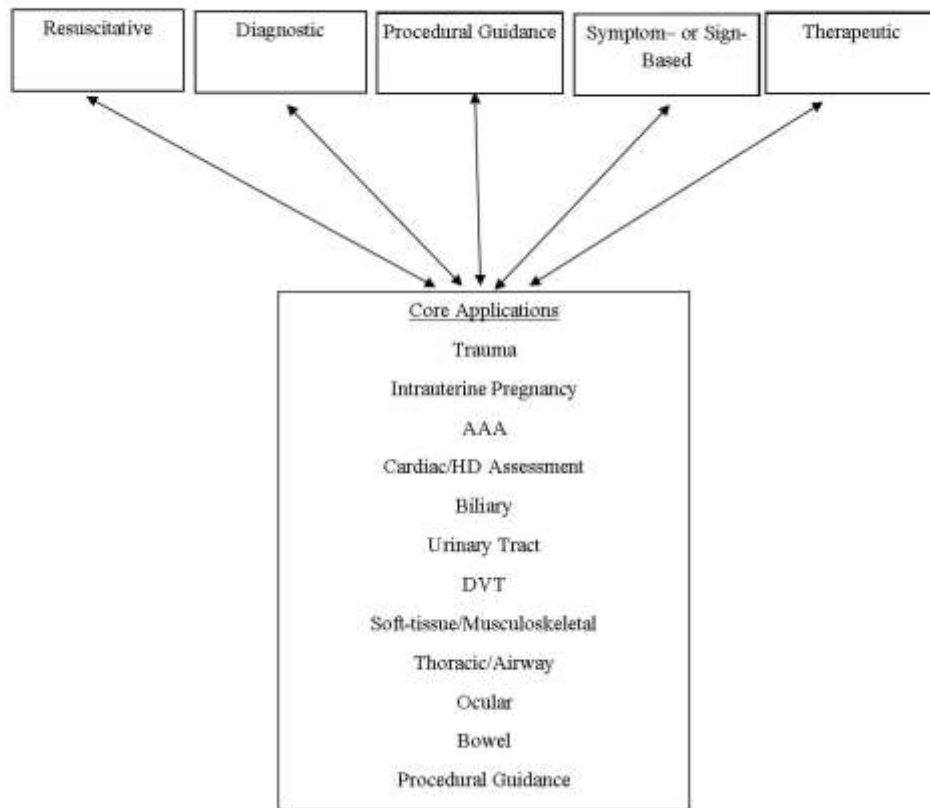 Resuscitative
Diagnostic
Procedural Guidance
Symptom– or Sign-
Based
Therapeutic
Core Applications
Trauma
Intrauterine Pregnancy
AAA
Cardiac/HD Assessment
Biliary
Urinary Tract
DVT
Soft-tissue/Musculoskeletal
Thoracic/Airway
Ocular
Bowel
Procedural Guidance